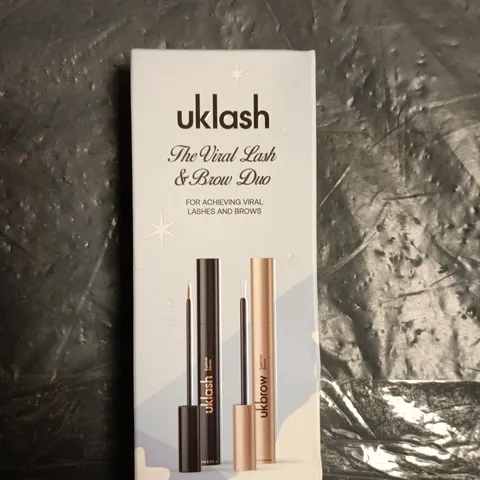 uklash
The Viral Lash
& Brow Duo
FOR ACHIEVING VIRAL
LASHES AND BROWS
uklash
ukbrow